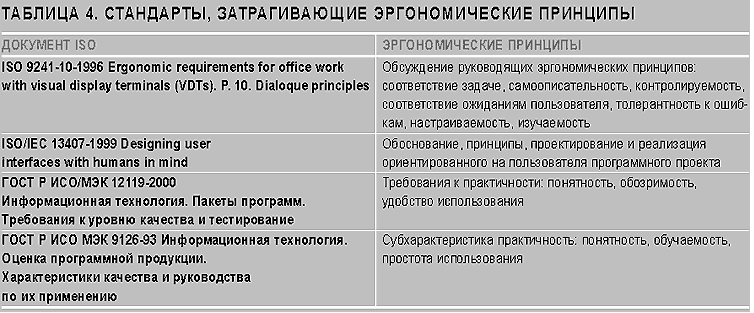 ТАБЛИЦА 4. СТАНДАРТЫ, ЗАТРАГИВАЮЩИЕ ЭРГОНОМИЧЕСКИЕ ПРИНЦИПЫ
ДОКУМЕНТ ISO
ЭРГОНОМИЧЕСКИЕ ПРИНЦИПЫ
ISO 9241-10-1996 Ergonomic requirements for office work
with visual display terminals (VDTs). P. 10. Dialoque principles
Обсуждение руководящих эргономических принципов:
соответствие задаче, самоописательность, контролируемость,
соответствие ожиданиям пользователя, толерантность к ошиб-
кам, настраиваемость, изучаемость
ISO/IEC 13407-1999 Designing user
interfaces with humans in mind
Обоснование, принципы, проектирование и реализация
ориентированного на пользователя программного проекта
ГОСТ Р ИСО/МЭК 12119-2000
Информационная технология. Пакеты программ.
Требования к уровню качества и тестирование
Требования к практичности: понятность, обозримость,
удобство использования
ГОСТ Р ИСО МЭК 9126-93 Информационная технология.
Оценка программной продукции.
Характеристики качества и руководства
по их применению
Субхарактеристика практичность: понятность, обучаемость,
простота использования